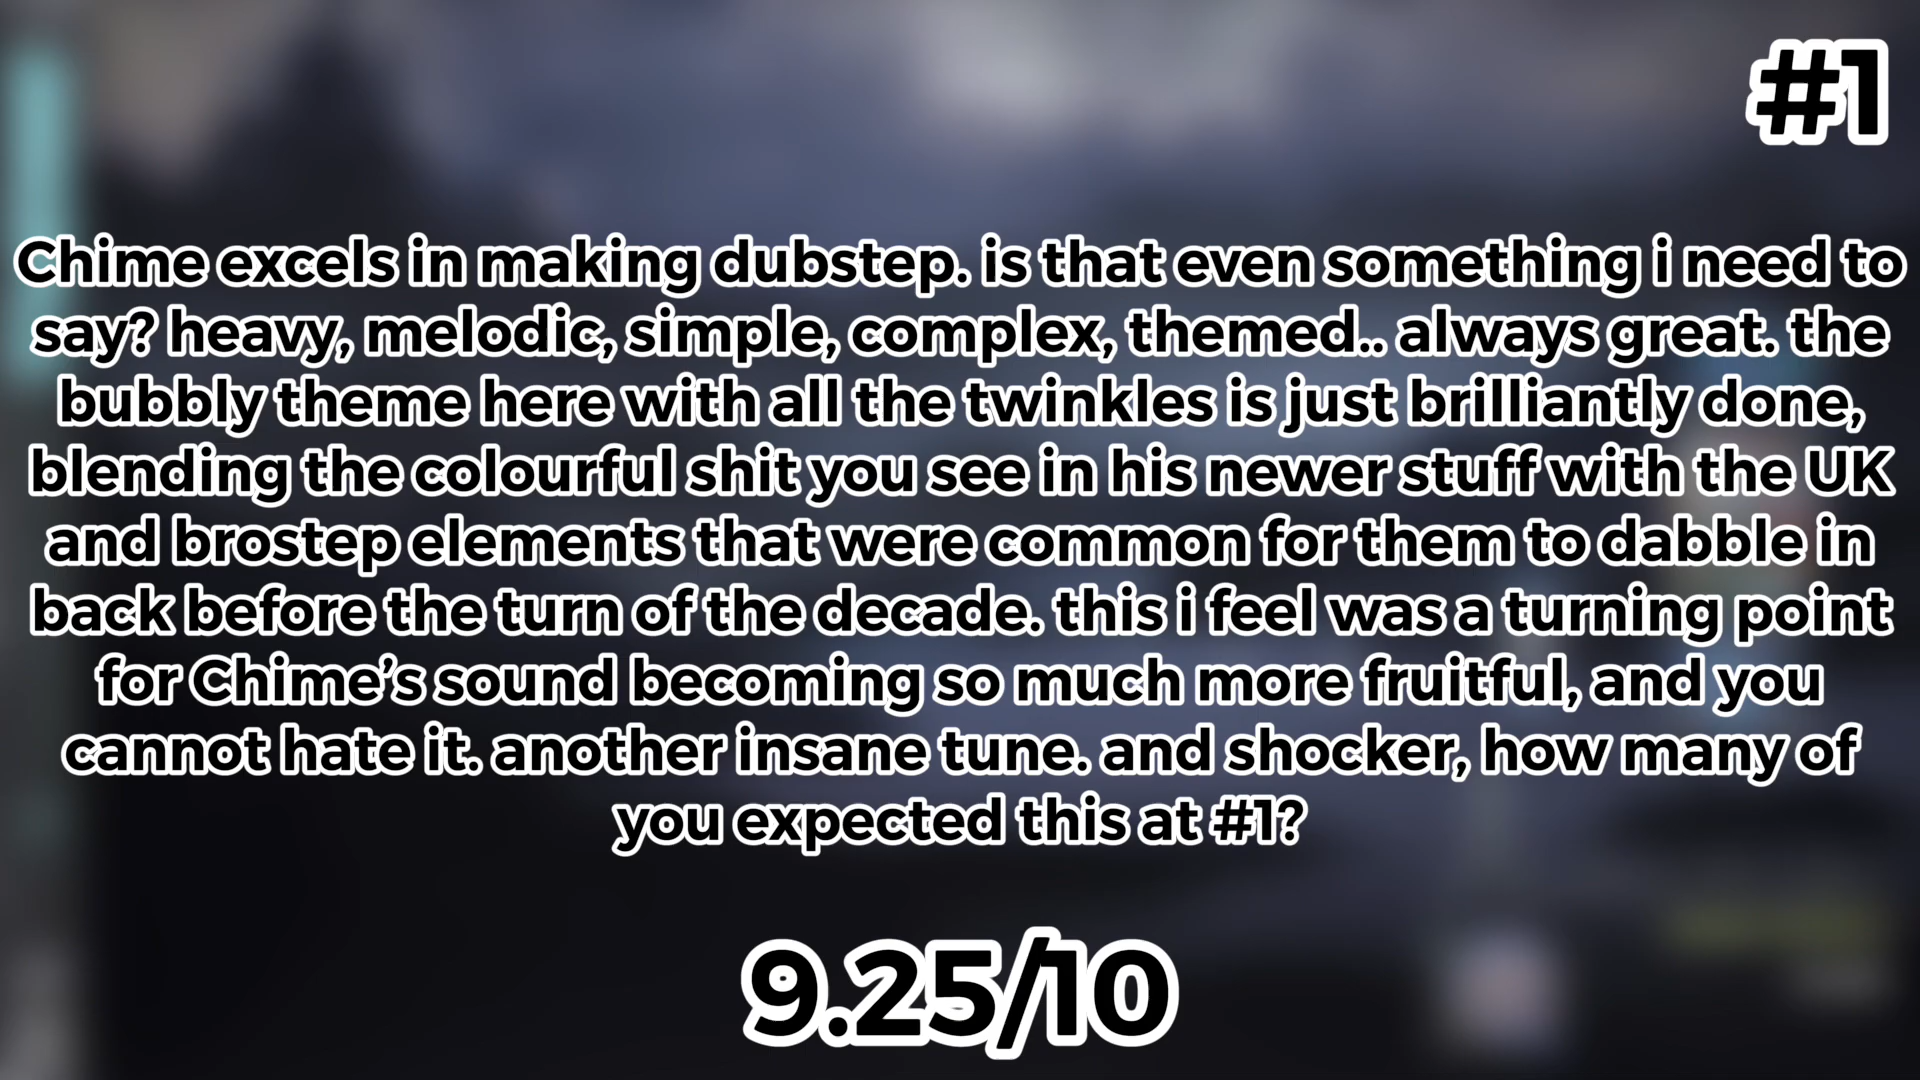 #1
Chime excels in making dubstep. is that even something i need to
say? heavy, melodic, simple, complex, themed.. always great. the
bubbly theme here with all the twinkles is just brilliantly done,
blending the colourful shit you see in his newer stuff with the UK
and brostep elements that were common for them to dabble in
back before the turn of the decade. this i feel was a turning point
for Chime’s sound becoming so much more fruitful, and you
cannot hate it. another insane tune. and shocker, how many of
you expected this at #1?
9.25/10